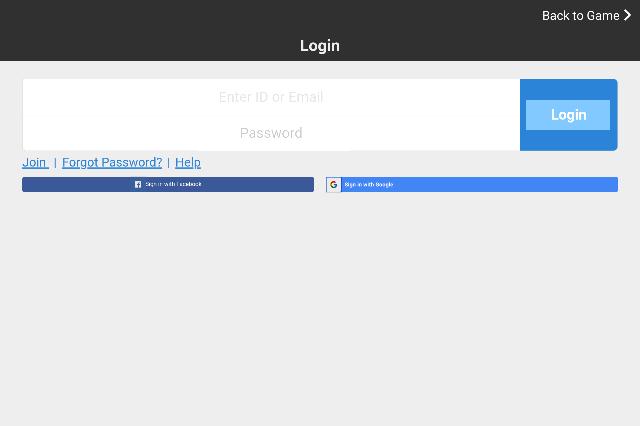 Back to Game
Login
Enter ID or Email
Login
Password
Join | Forgot Password? | Help
Sign in with Facebook
Sign in with Google